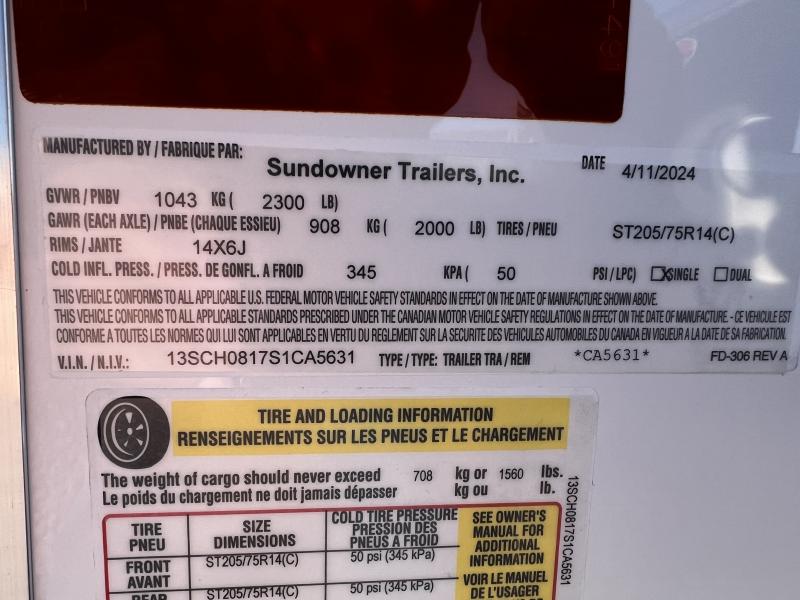 MANUFACTURED BY / FABRIQUE PAR: Sundowner Trailers, Inc. DATE 4/11/2024
GVWR / PNBV 1043 KG ( 2300 LB)
GAWR (EACH AXLE) / PNBE (CHAQUE ESSIEU) 908 KG ( 2000 LB) TIRES / PNEU ST205/75R14(C)
RIMS / JANTE 14X6J
COLD INFL. PRESS. / PRESS. DE GONFL. A FROID 345 KPA ( 50 PSI / LPC) SINGLE DUAL
THIS VEHICLE CONFORMS TO ALL APPLICABLE U.S. FEDERAL MOTOR VEHICLE SAFETY STANDARDS IN EFFECT ON THE DATE OF MANUFACTURE SHOWN ABOVE.
THIS VEHICLE CONFORMS TO ALL APPLICABLE STANDARDS PRESCRIBED UNDER THE CANADIAN MOTOR VEHICLE SAFETY REGULATIONS IN EFFECT ON THE DATE OF MANUFACTURE. - CE VEHICULE EST
CONFORME A TOUTES LES NORMES QUI LUI SONT APPLICABLES EN VERTU DU REGLEMENT SUR LA SECURITE DES VEHICULES AUTOMOBILES DU CANADA EN VIGUEUR A LA DATE DE SA FABRICATION.
V.I.N. / N.I.V.: 13SCH0817S1CA5631 TYPE / TYPE: TRAILER TRA / REM *CA5631* FD-306 REV A
TIRE AND LOADING INFORMATION
RENSEIGNEMENTS SUR LES PNEUS ET LE CHARGEMENT
The weight of cargo should never exceed 708 kg or 1560 lbs.
Le poids du chargement ne doit jamais dépasser kg ou lb.
13SCH0817S1CA5631
TIRE
PNEU
SIZE
DIMENSIONS
COLD TIRE PRESSURE
PRESSION DES
PNEUS A FROID
SEE OWNER'S
MANUAL FOR
ADDITIONAL
INFORMATION
FRONT
AVANT
ST205/75R14(C)
50 psi (345 kPa)
VOIR LE MANUEL
DE L'USAGER
REAR
ST205/75R14(C)
50 psi (345 kPa)